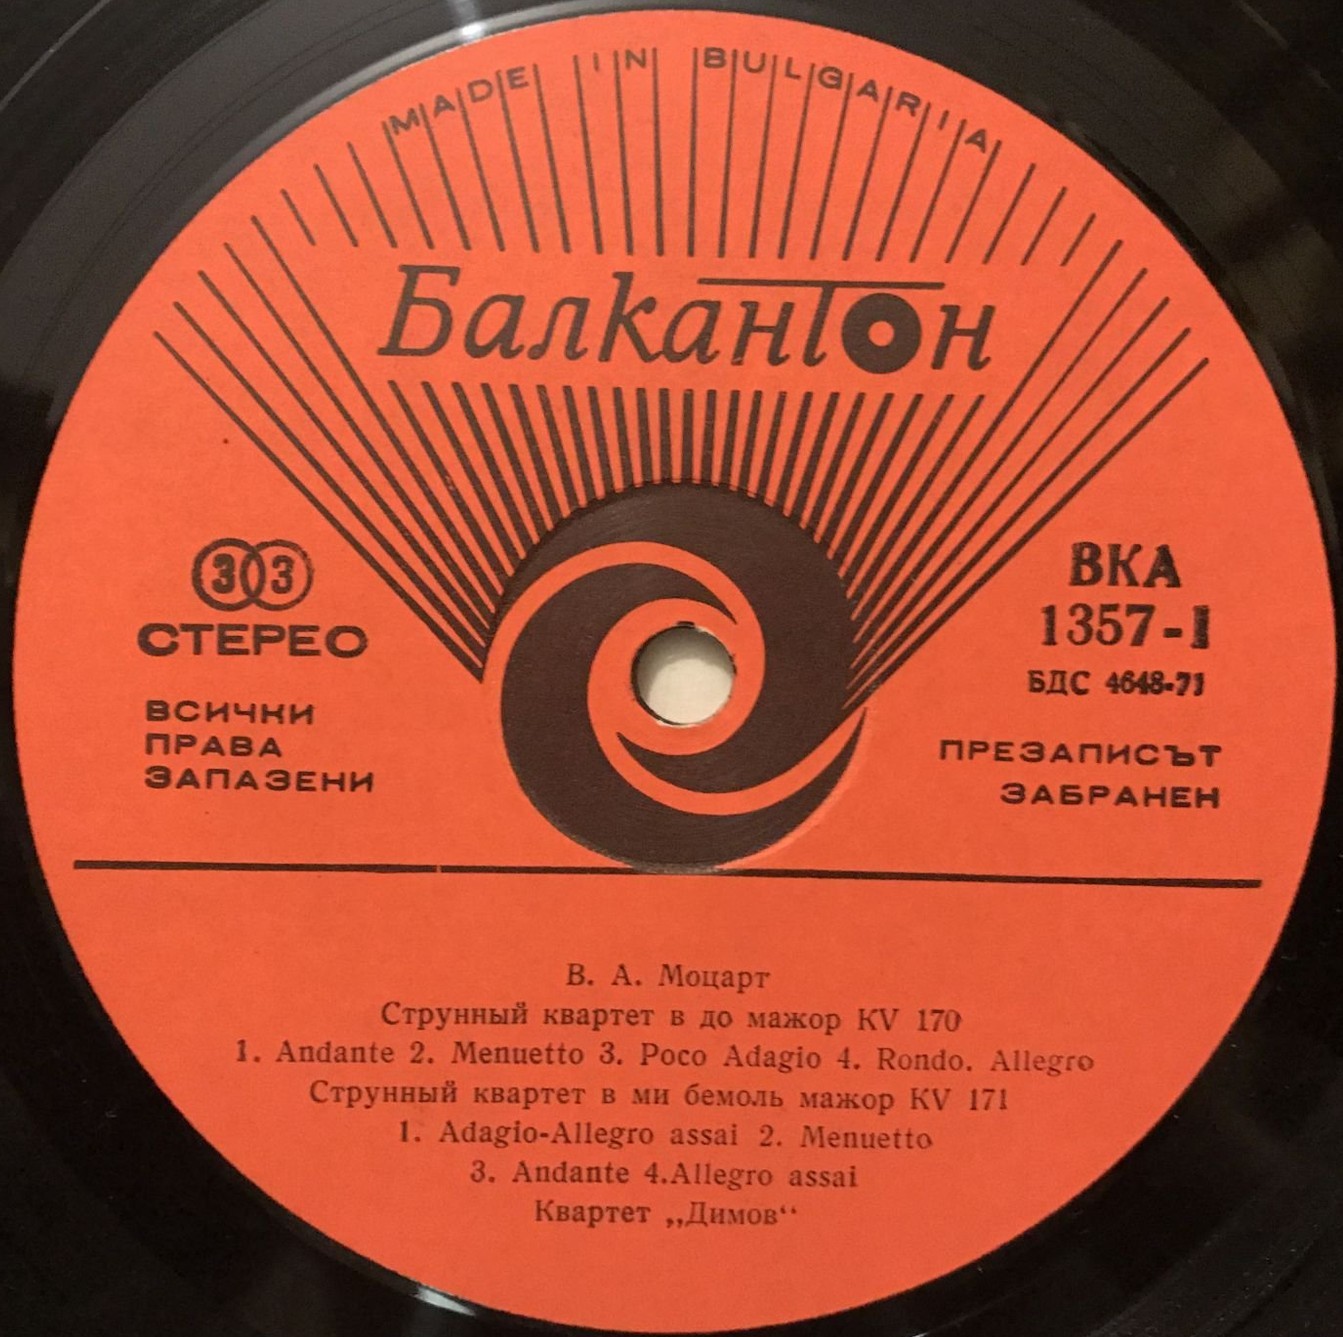 MADE IN BULGARIA
Балкантон
33
СТЕРЕО
ВСИЧКИ
ПРАВА
ЗАПАЗЕНИ
ВКА
1357-I
БДС 4648-71
ПРЕЗАПИСЪТ
ЗАБРАНЕН
В. А. Моцарт
Струнный квартет в до мажор KV 170
1. Andante 2. Menuetto 3. Poco Adagio 4. Rondo. Allegro
Струнный квартет в ми бемоль мажор KV 171
1. Adagio-Allegro assai 2. Menuetto
3. Andante 4.Allegro assai
Квартет „Димов“